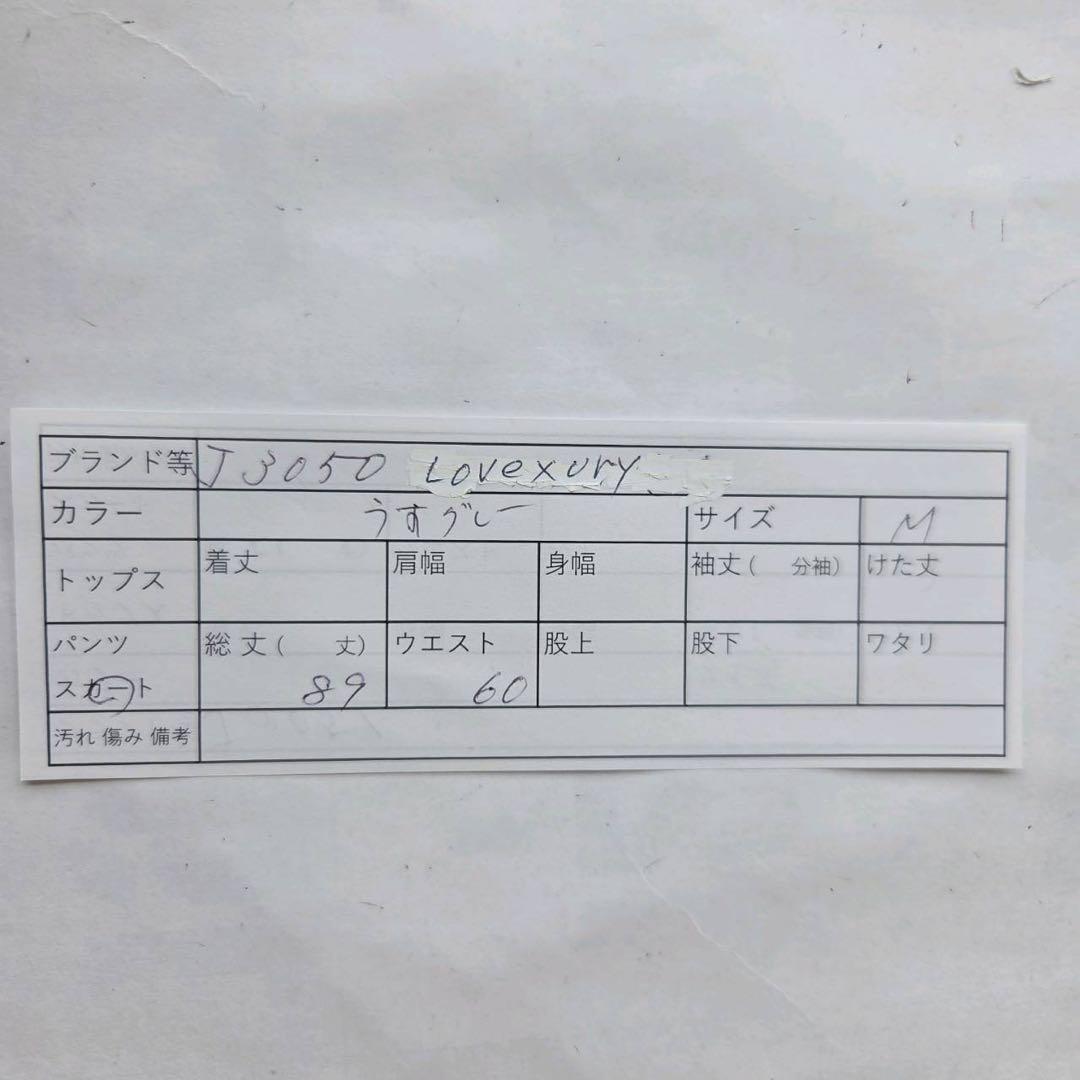 ブランド等 J3050 Lovexury
カラー うすグレー サイズ M
トップス 着丈 肩幅 身幅 袖丈( 分袖) けた丈
パンツ 総丈( 丈) ウエスト 股上 股下 ワタリ
スカート 89 60
汚れ 傷み 備考